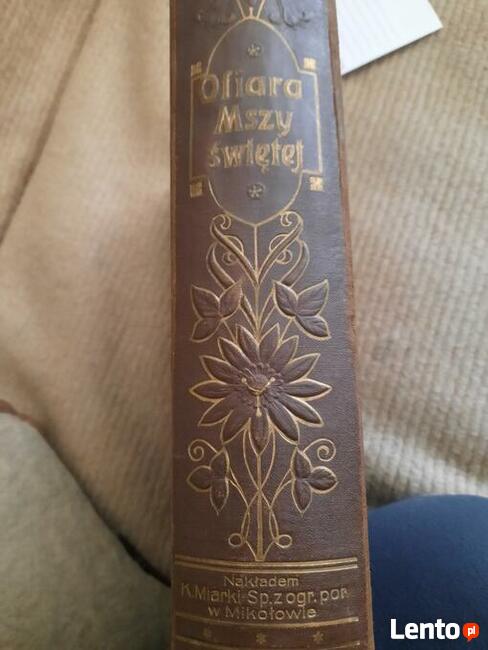 Ofiara
Mszy
świętej
Nakładem
K. Miarki Sp. z ogr. por.
w Mikołowie
Lento.pl